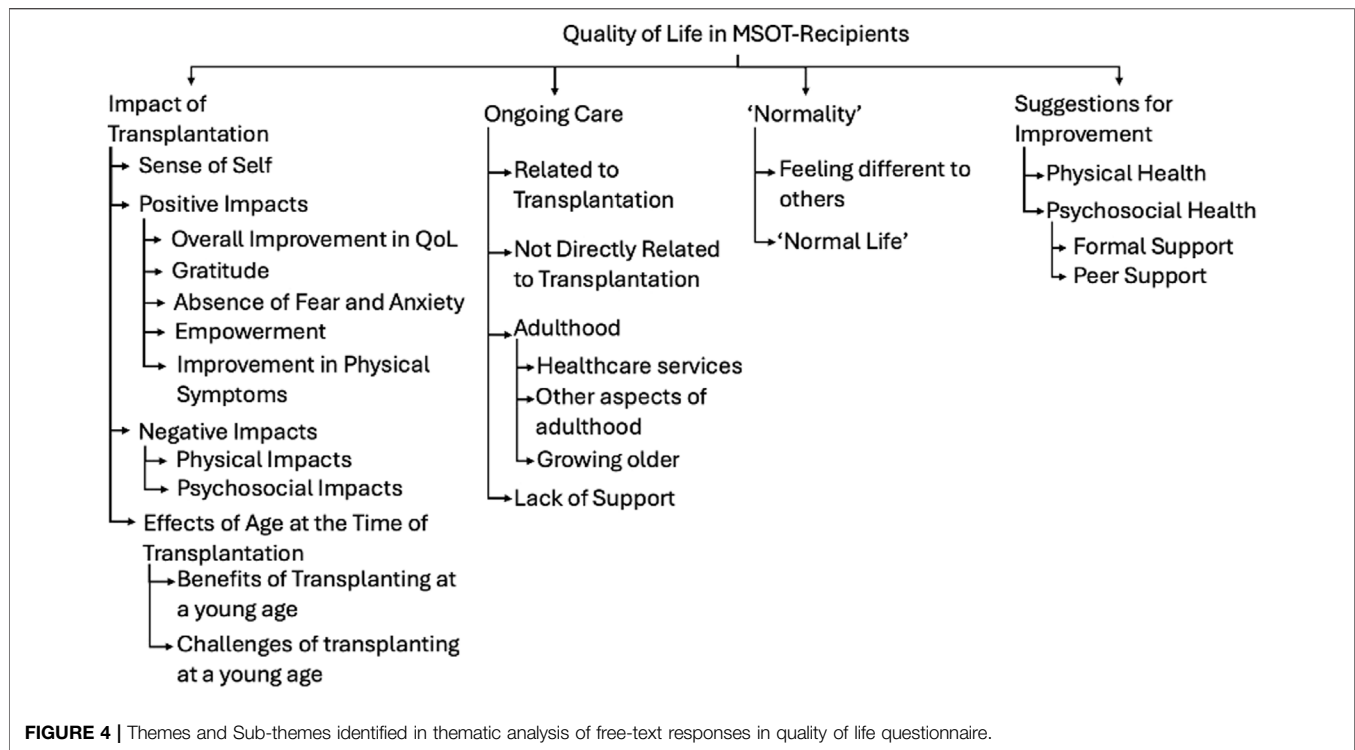 Quality of Life in MSOT-Recipients
Impact of
Transplantation
Sense of Self
Positive Impacts
Overall Improvement in QoL
Gratitude
Absence of Fear and Anxiety
Empowerment
Improvement in Physical
Symptoms
Negative Impacts
Physical Impacts
Psychosocial Impacts
Effects of Age at the Time of
Transplantation
Benefits of Transplanting at
a young age
Challenges of transplanting
at a young age
Ongoing Care
Related to
Transplantation
Not Directly Related
to Transplantation
Adulthood
Healthcare services
Other aspects of
adulthood
Growing older
Lack of Support
‘Normality’
Feeling different to
others
‘Normal Life’
Suggestions for
Improvement
Physical Health
Psychosocial Health
Formal Support
Peer Support
FIGURE 4 | Themes and Sub-themes identified in thematic analysis of free-text responses in quality of life questionnaire.